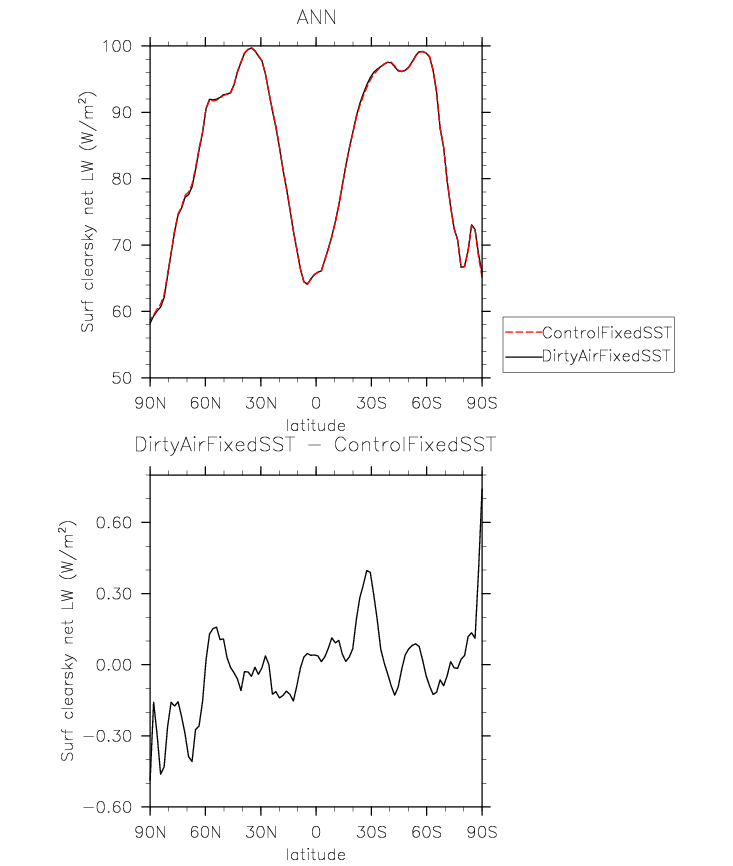 ANN
Surf clearsky net LW (W/m²)
100
90
80
70
60
50
90N 60N 30N 0 30S 60S 90S
latitude
ControlFixedSST
DirtyAirFixedSST
DirtyAirFixedSST − ControlFixedSST
Surf clearsky net LW (W/m²)
0.60
0.30
0.00
−0.30
−0.60
90N 60N 30N 0 30S 60S 90S
latitude